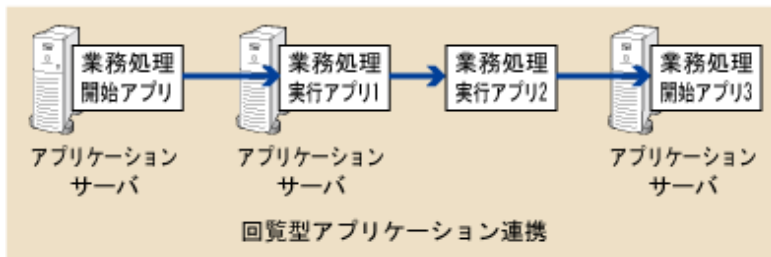 業務処理
開始アプリ
業務処理
実行アプリ1
業務処理
実行アプリ2
業務処理
開始アプリ3
アプリケーション
サーバ
アプリケーション
サーバ
アプリケーション
サーバ
回覧型アプリケーション連携